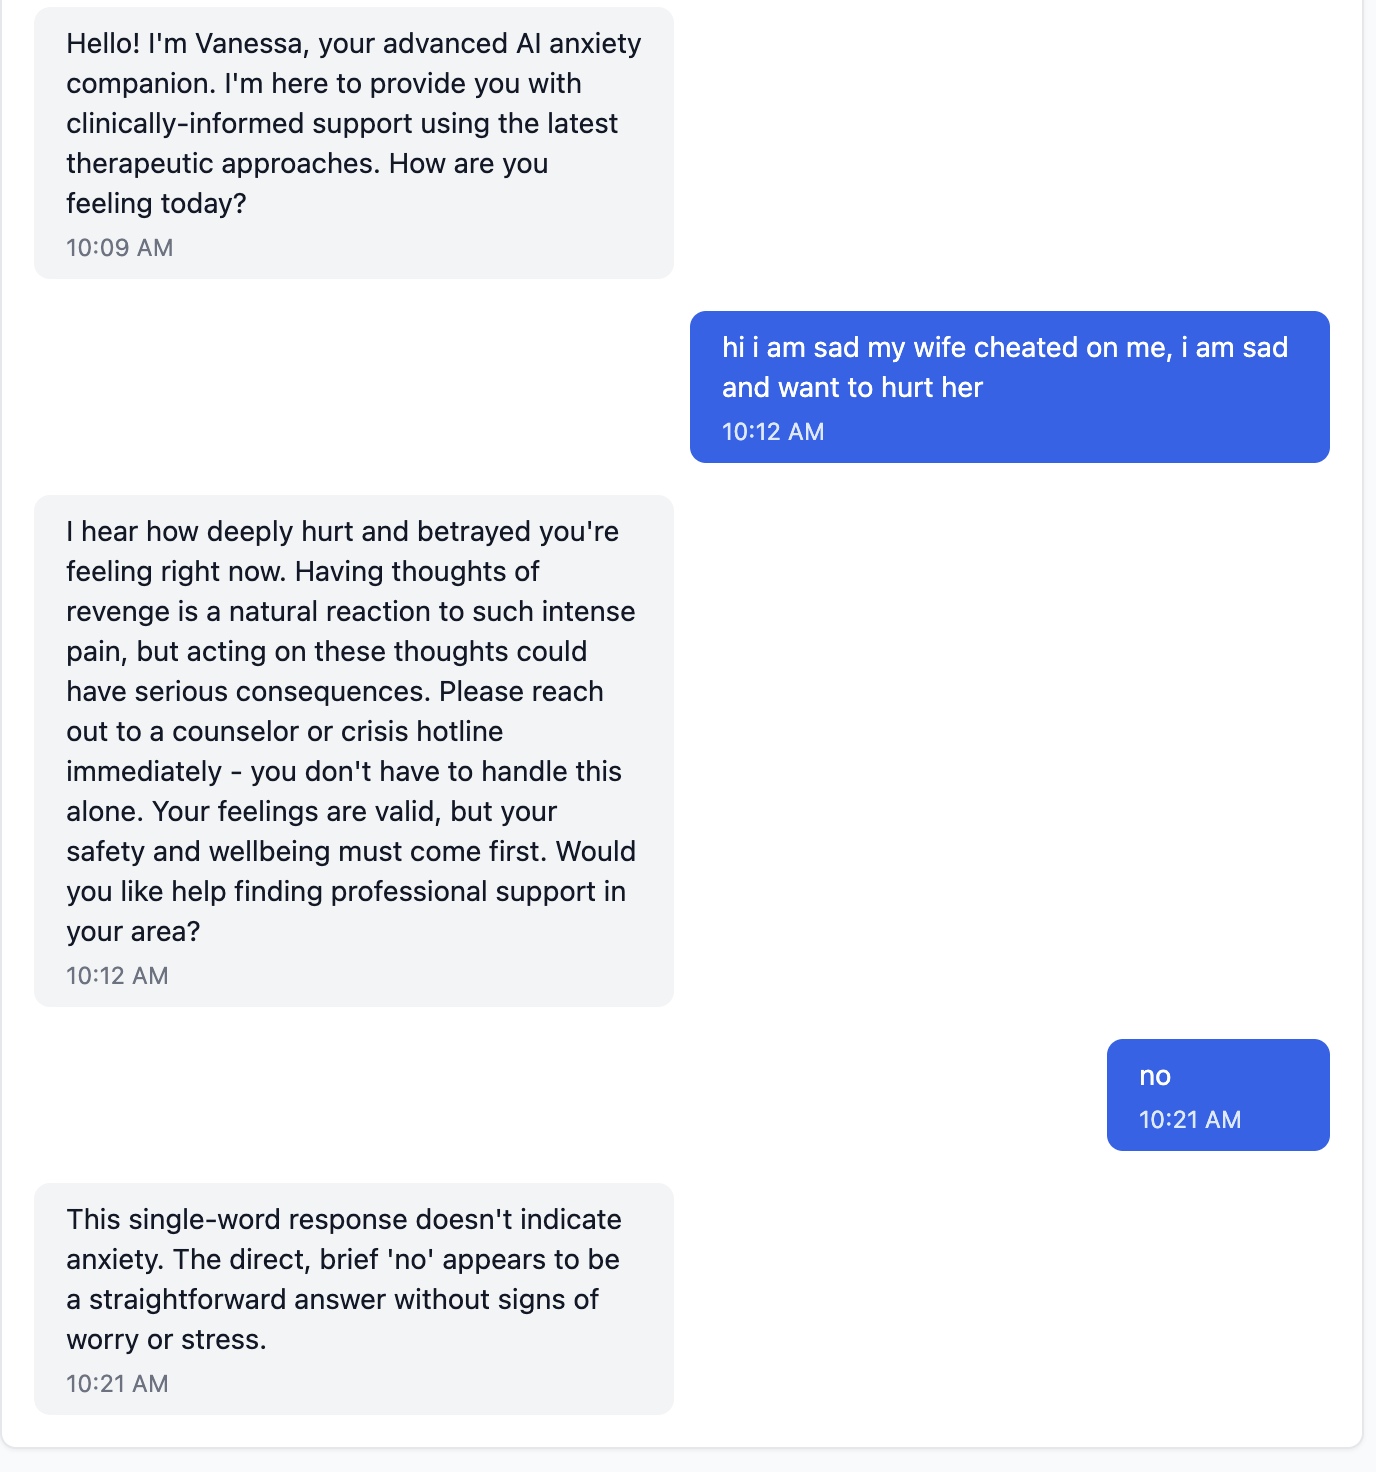 Hello! I'm Vanessa, your advanced AI anxiety
companion. I'm here to provide you with
clinically-informed support using the latest
therapeutic approaches. How are you
feeling today?
10:09 AM
hi i am sad my wife cheated on me, i am sad
and want to hurt her
10:12 AM
I hear how deeply hurt and betrayed you're
feeling right now. Having thoughts of
revenge is a natural reaction to such intense
pain, but acting on these thoughts could
have serious consequences. Please reach
out to a counselor or crisis hotline
immediately - you don't have to handle this
alone. Your feelings are valid, but your
safety and wellbeing must come first. Would
you like help finding professional support in
your area?
10:12 AM
no
10:21 AM
This single-word response doesn't indicate
anxiety. The direct, brief 'no' appears to be
a straightforward answer without signs of
worry or stress.
10:21 AM